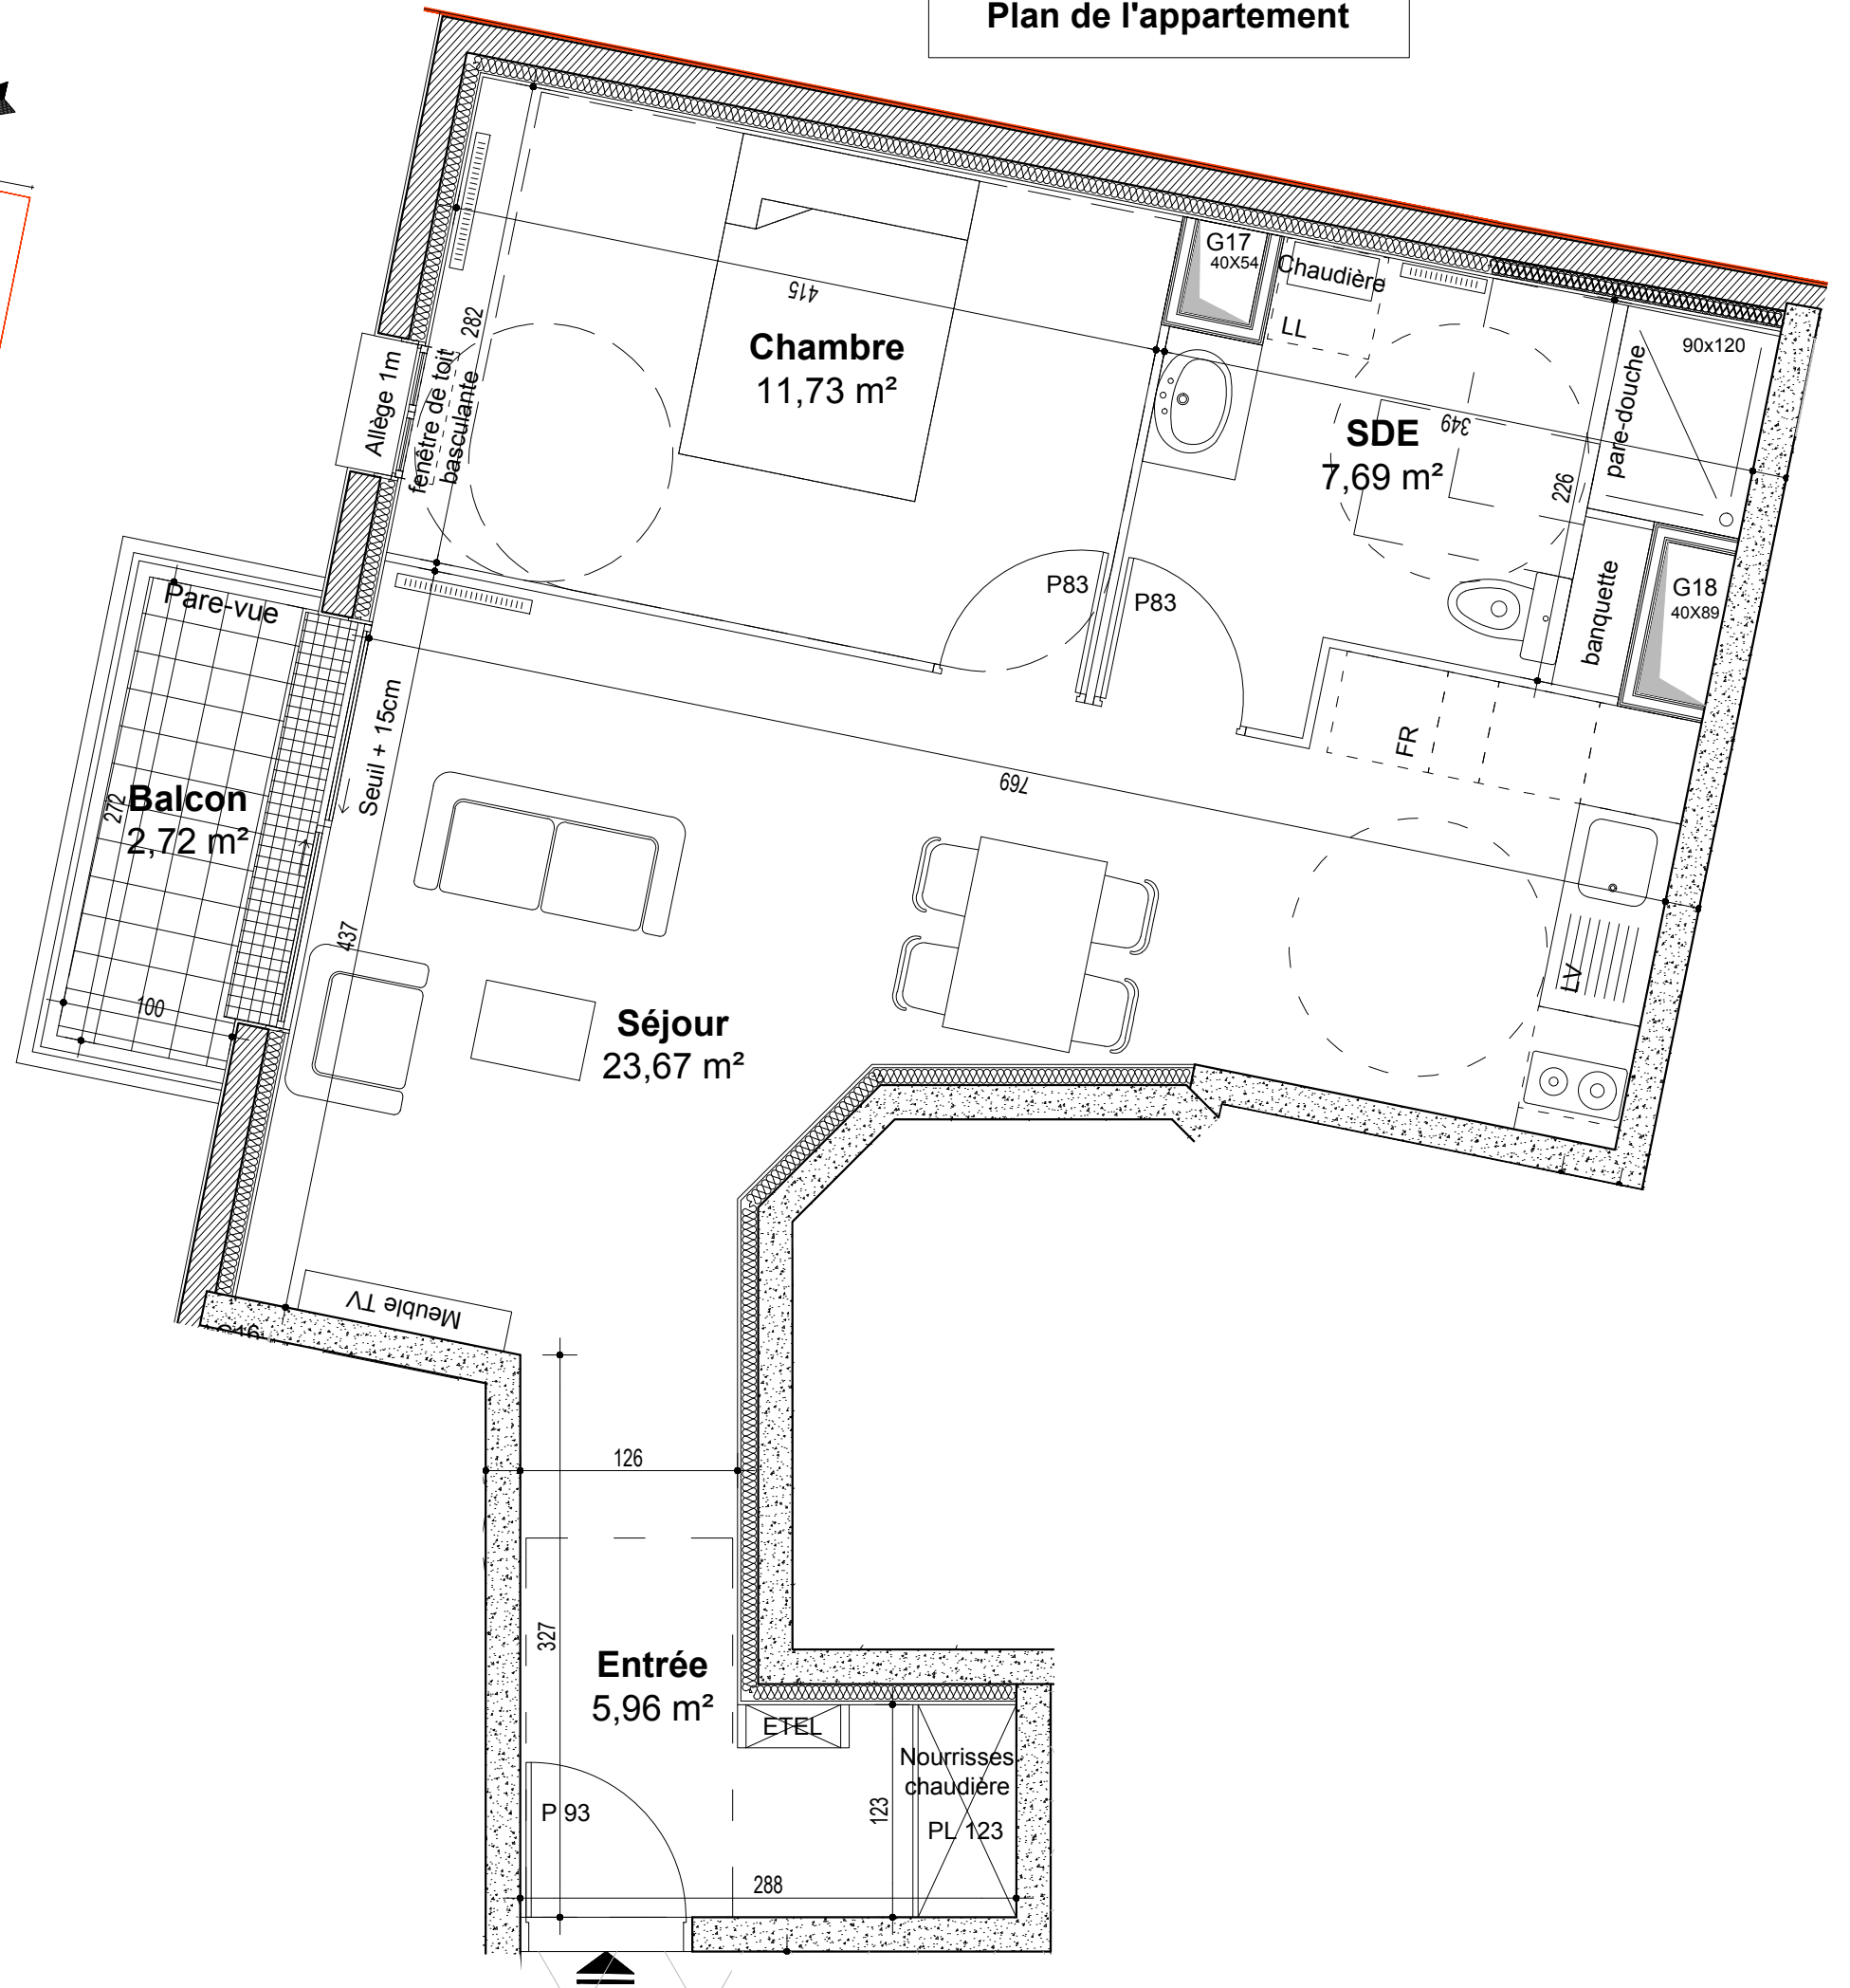 Plan de l'appartement
G17
40X54
Chaudière
LL
90x120
pare-douche
415
282
Chambre
11,73 m²
Allège 1m
fenêtre de toit
basculante
349
SDE
7,69 m²
226
P83
P83
banquette
G18
40X89
Pare-vue
Seuil + 15cm
FR
769
272
Balcon
2,72 m²
437
LV
100
Séjour
23,67 m²
Meuble TV
126
327
Entrée
5,96 m²
ETEL
Nourrisses
chaudière
P 93
123
PL 123
288